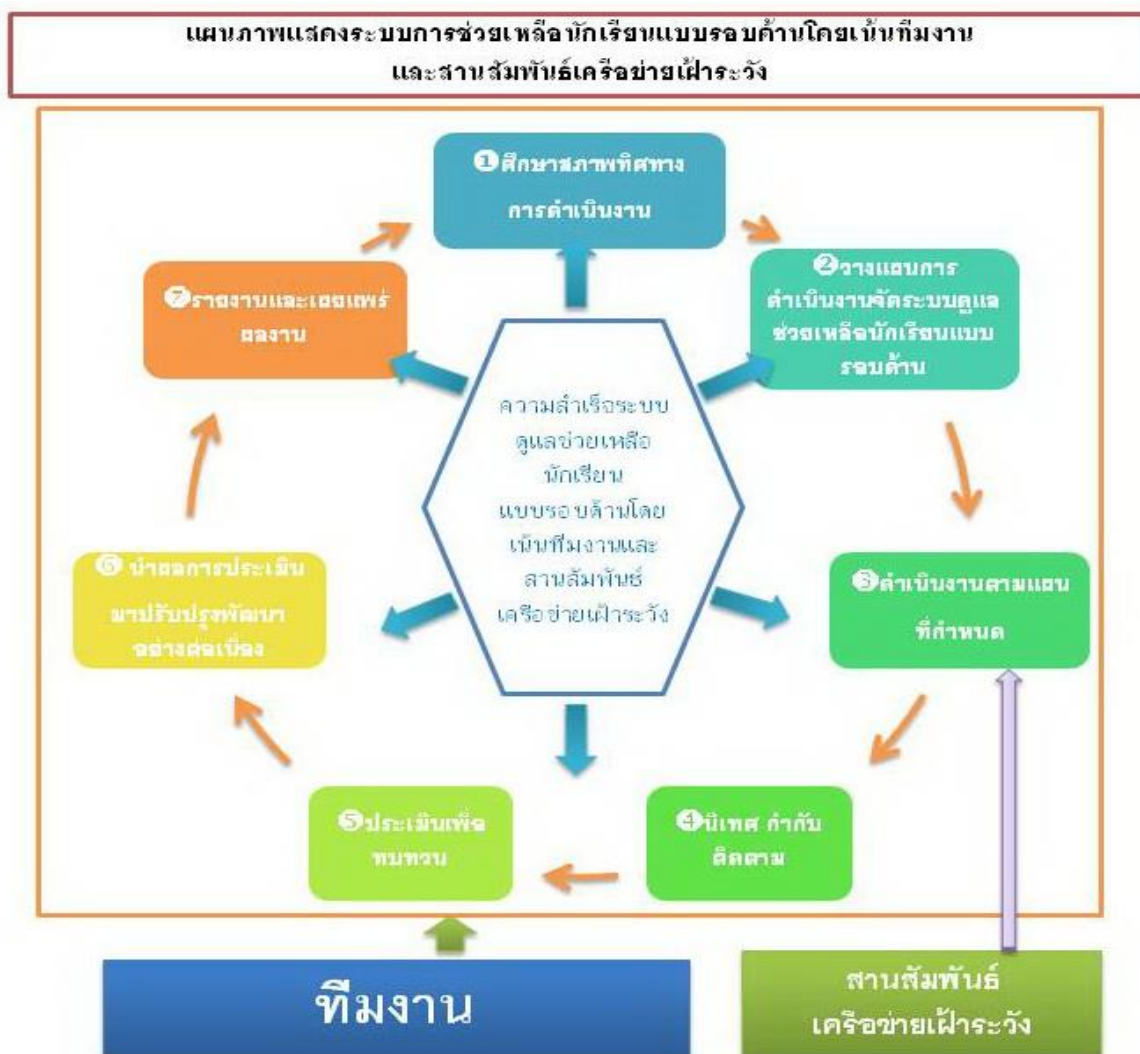 แผนภาพแสดงระบบการช่วยเหลือนักเรียนแบบรอบด้านโดยเน้นทีมงาน
และสานสัมพันธ์เครือข่ายเฝ้าระวัง
❶ศึกษาสภาพทิศทาง
การดำเนินงาน
❷วางแผนการ
ดำเนินงานจัดระบบดูแล
ช่วยเหลือนักเรียนแบบ
รอบด้าน
❸ดำเนินงานตามแผน
ที่กำหนด
❹นิเทศ กำกับ
ติดตาม
❺ประเมินเพื่อ
ทบทวน
❻ นำผลการประเมิน
มาปรับปรุงพัฒนา
อย่างต่อเนื่อง
❼รายงานและเผยแพร่
ผลงาน
ความสำเร็จระบบ
ดูแลช่วยเหลือ
นักเรียน
แบบรอบด้านโดย
เน้นทีมงานและ
สานสัมพันธ์
เครือข่ายเฝ้าระวัง
ทีมงาน
สานสัมพันธ์
เครือข่ายเฝ้าระวัง